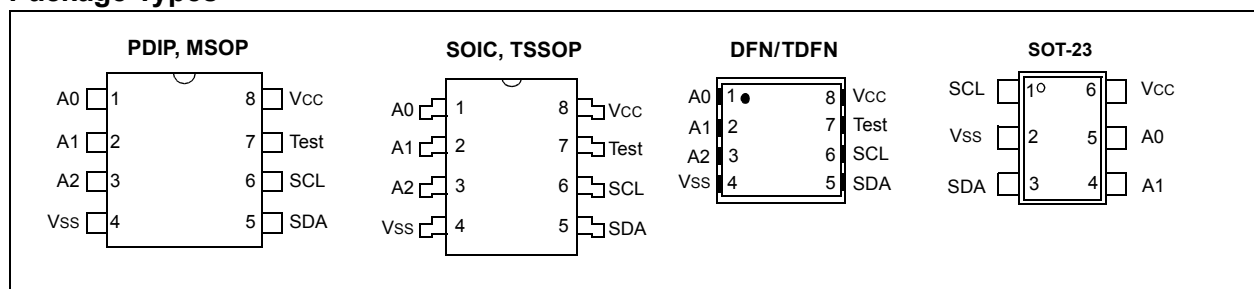 Package Types
PDIP, MSOP
A0 1 8 VCC
A1 2 7 Test
A2 3 6 SCL
VSS 4 5 SDA
SOIC, TSSOP
A0 1 8 VCC
A1 2 7 Test
A2 3 6 SCL
VSS 4 5 SDA
DFN/TDFN
A0 1 8 VCC
A1 2 7 Test
A2 3 6 SCL
VSS 4 5 SDA
SOT-23
SCL 1 6 VCC
VSS 2 5 A0
SDA 3 4 A1